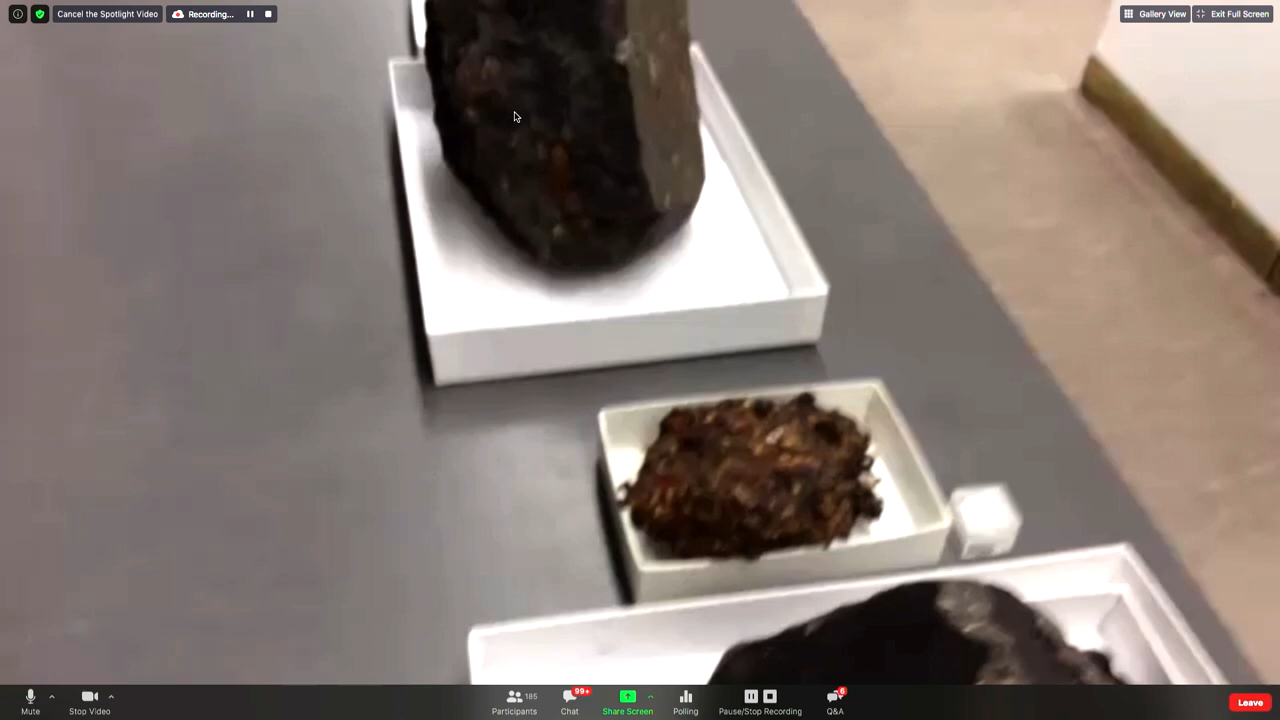 Cancel the Spotlight Video
Recording...
Gallery View
Exit Full Screen
Mute
Stop Video
Participants
185
Chat
99+
Share Screen
Polling
Pause/Stop Recording
Q&A
6
Leave